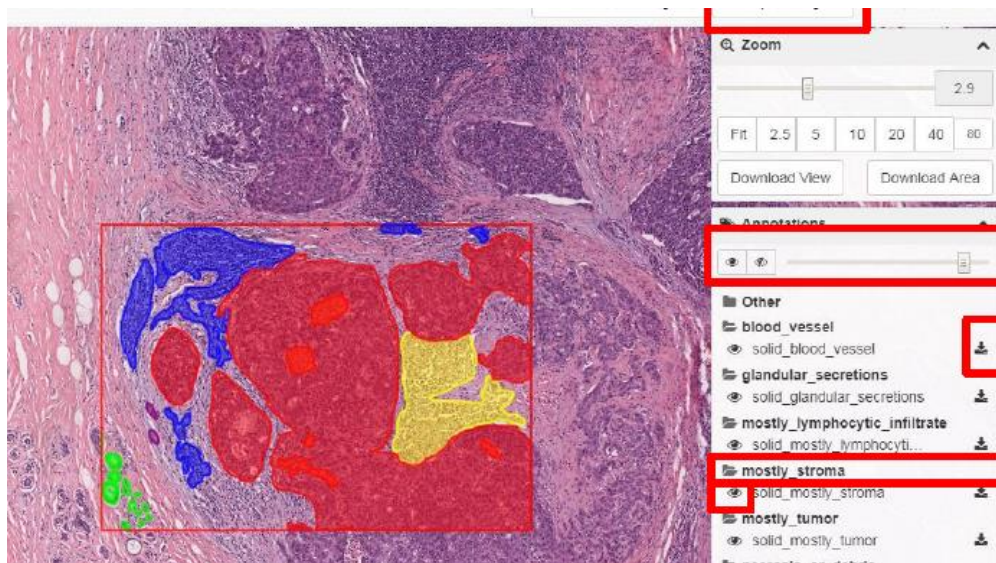 Zoom
2.9
Fit 2.5 5 10 20 40 80
Download View Download Area
Annotations
Other
blood_vessel
solid_blood_vessel
glandular_secretions
solid_glandular_secretions
mostly_lymphocytic_infiltrate
solid_mostly_lymphocyti...
mostly_stroma
solid_mostly_stroma
mostly_tumor
solid_mostly_tumor